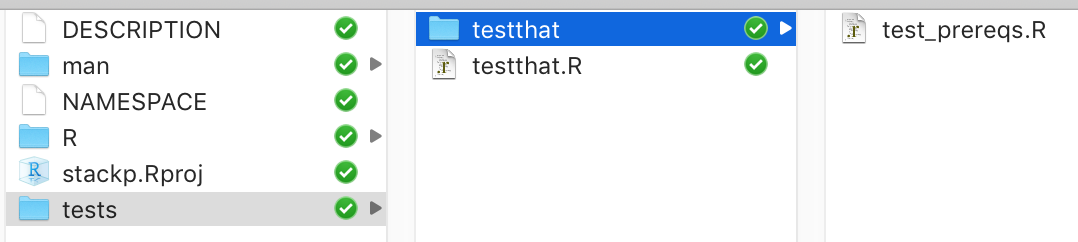 DESCRIPTION
man
NAMESPACE
R
stackp.Rproj
tests
testthat
testthat.R
test_prereqs.R